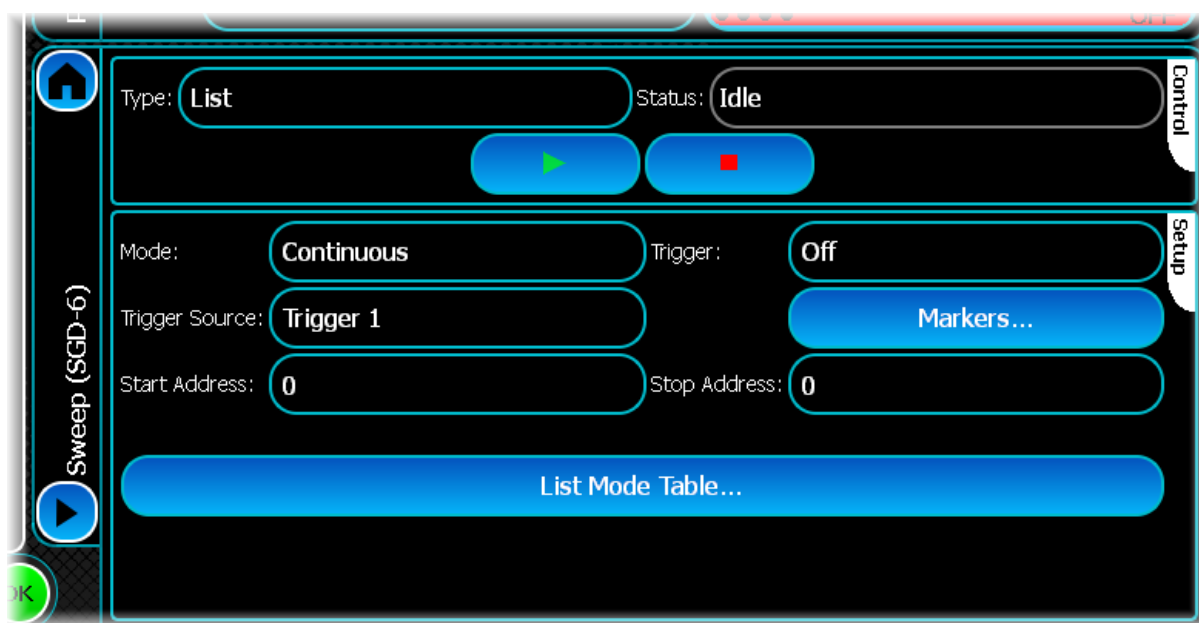 Type: List Status: Idle
Control
Mode: Continuous Trigger: Off
Setup
Trigger Source: Trigger 1 Markers...
Start Address: 0 Stop Address: 0
Sweep (SGD-6)
List Mode Table...